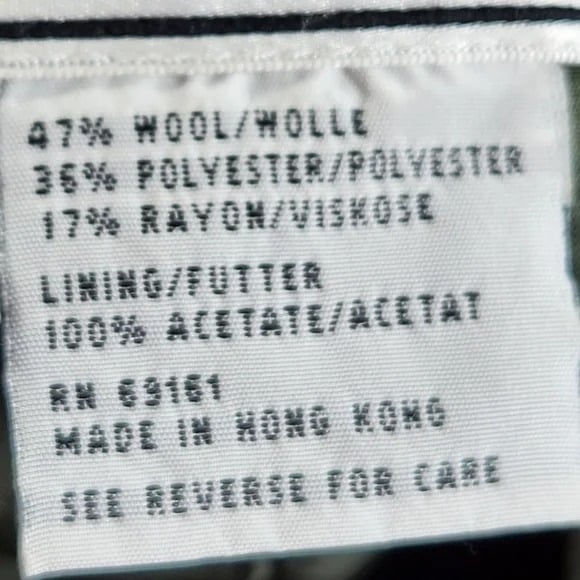 47% WOOL/WOLLE
36% POLYESTER/POLYESTER
17% RAYON/VISKOSE
LINING/FUTTER
100% ACETATE/ACETAT
RN 69161
MADE IN HONG KONG
SEE REVERSE FOR CARE